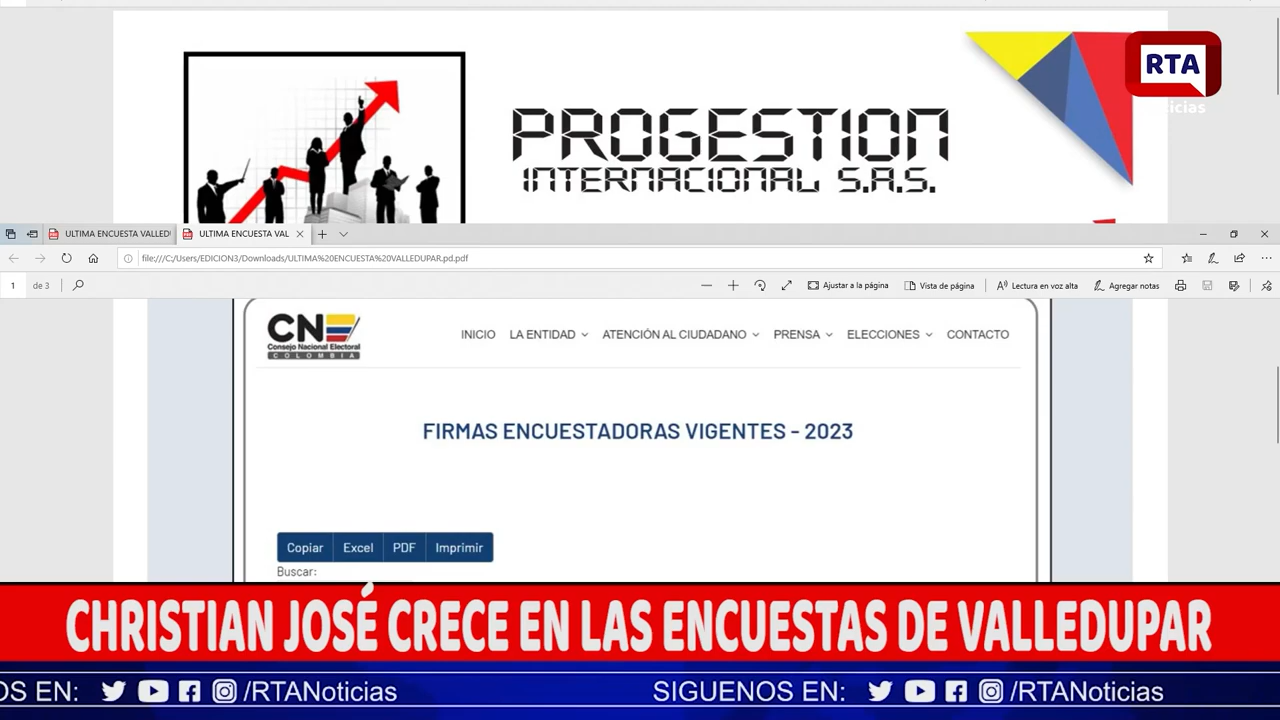 RTA
PROGESTION
INTERNACIONAL S.A.S.
ULTIMA ENCUESTA VALLED
ULTIMA ENCUESTA VAL
file:///C:/Users/EDICION3/Downloads/ULTIMA%20ENCUESTA%20VALLEDUPAR.pd.pdf
1 de 3
Ajustar a la página
Vista de página
Lectura en voz alta
Agregar notas
CNE
Consejo Nacional Electoral
COLOMBIA
INICIO LA ENTIDAD ATENCIÓN AL CIUDADANO PRENSA ELECCIONES CONTACTO
FIRMAS ENCUESTADORAS VIGENTES - 2023
Copiar Excel PDF Imprimir
Buscar:
CHRISTIAN JOSÉ CRECE EN LAS ENCUESTAS DE VALLEDUPAR
OS EN: /RTANoticias SIGUENOS EN: /RTANoticias